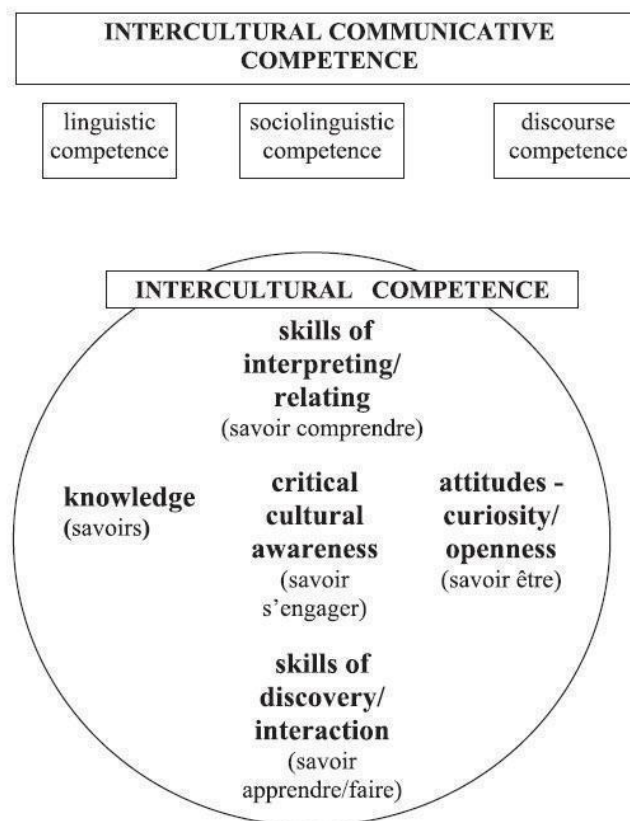 INTERCULTURAL COMMUNICATIVE
COMPETENCE
linguistic
competence
sociolinguistic
competence
discourse
competence
INTERCULTURAL COMPETENCE
skills of
interpreting/
relating
(savoir comprendre)
knowledge
(savoirs)
critical
cultural
awareness
(savoir
s’engager)
attitudes -
curiosity/
openness
(savoir être)
skills of
discovery/
interaction
(savoir
apprendre/faire)